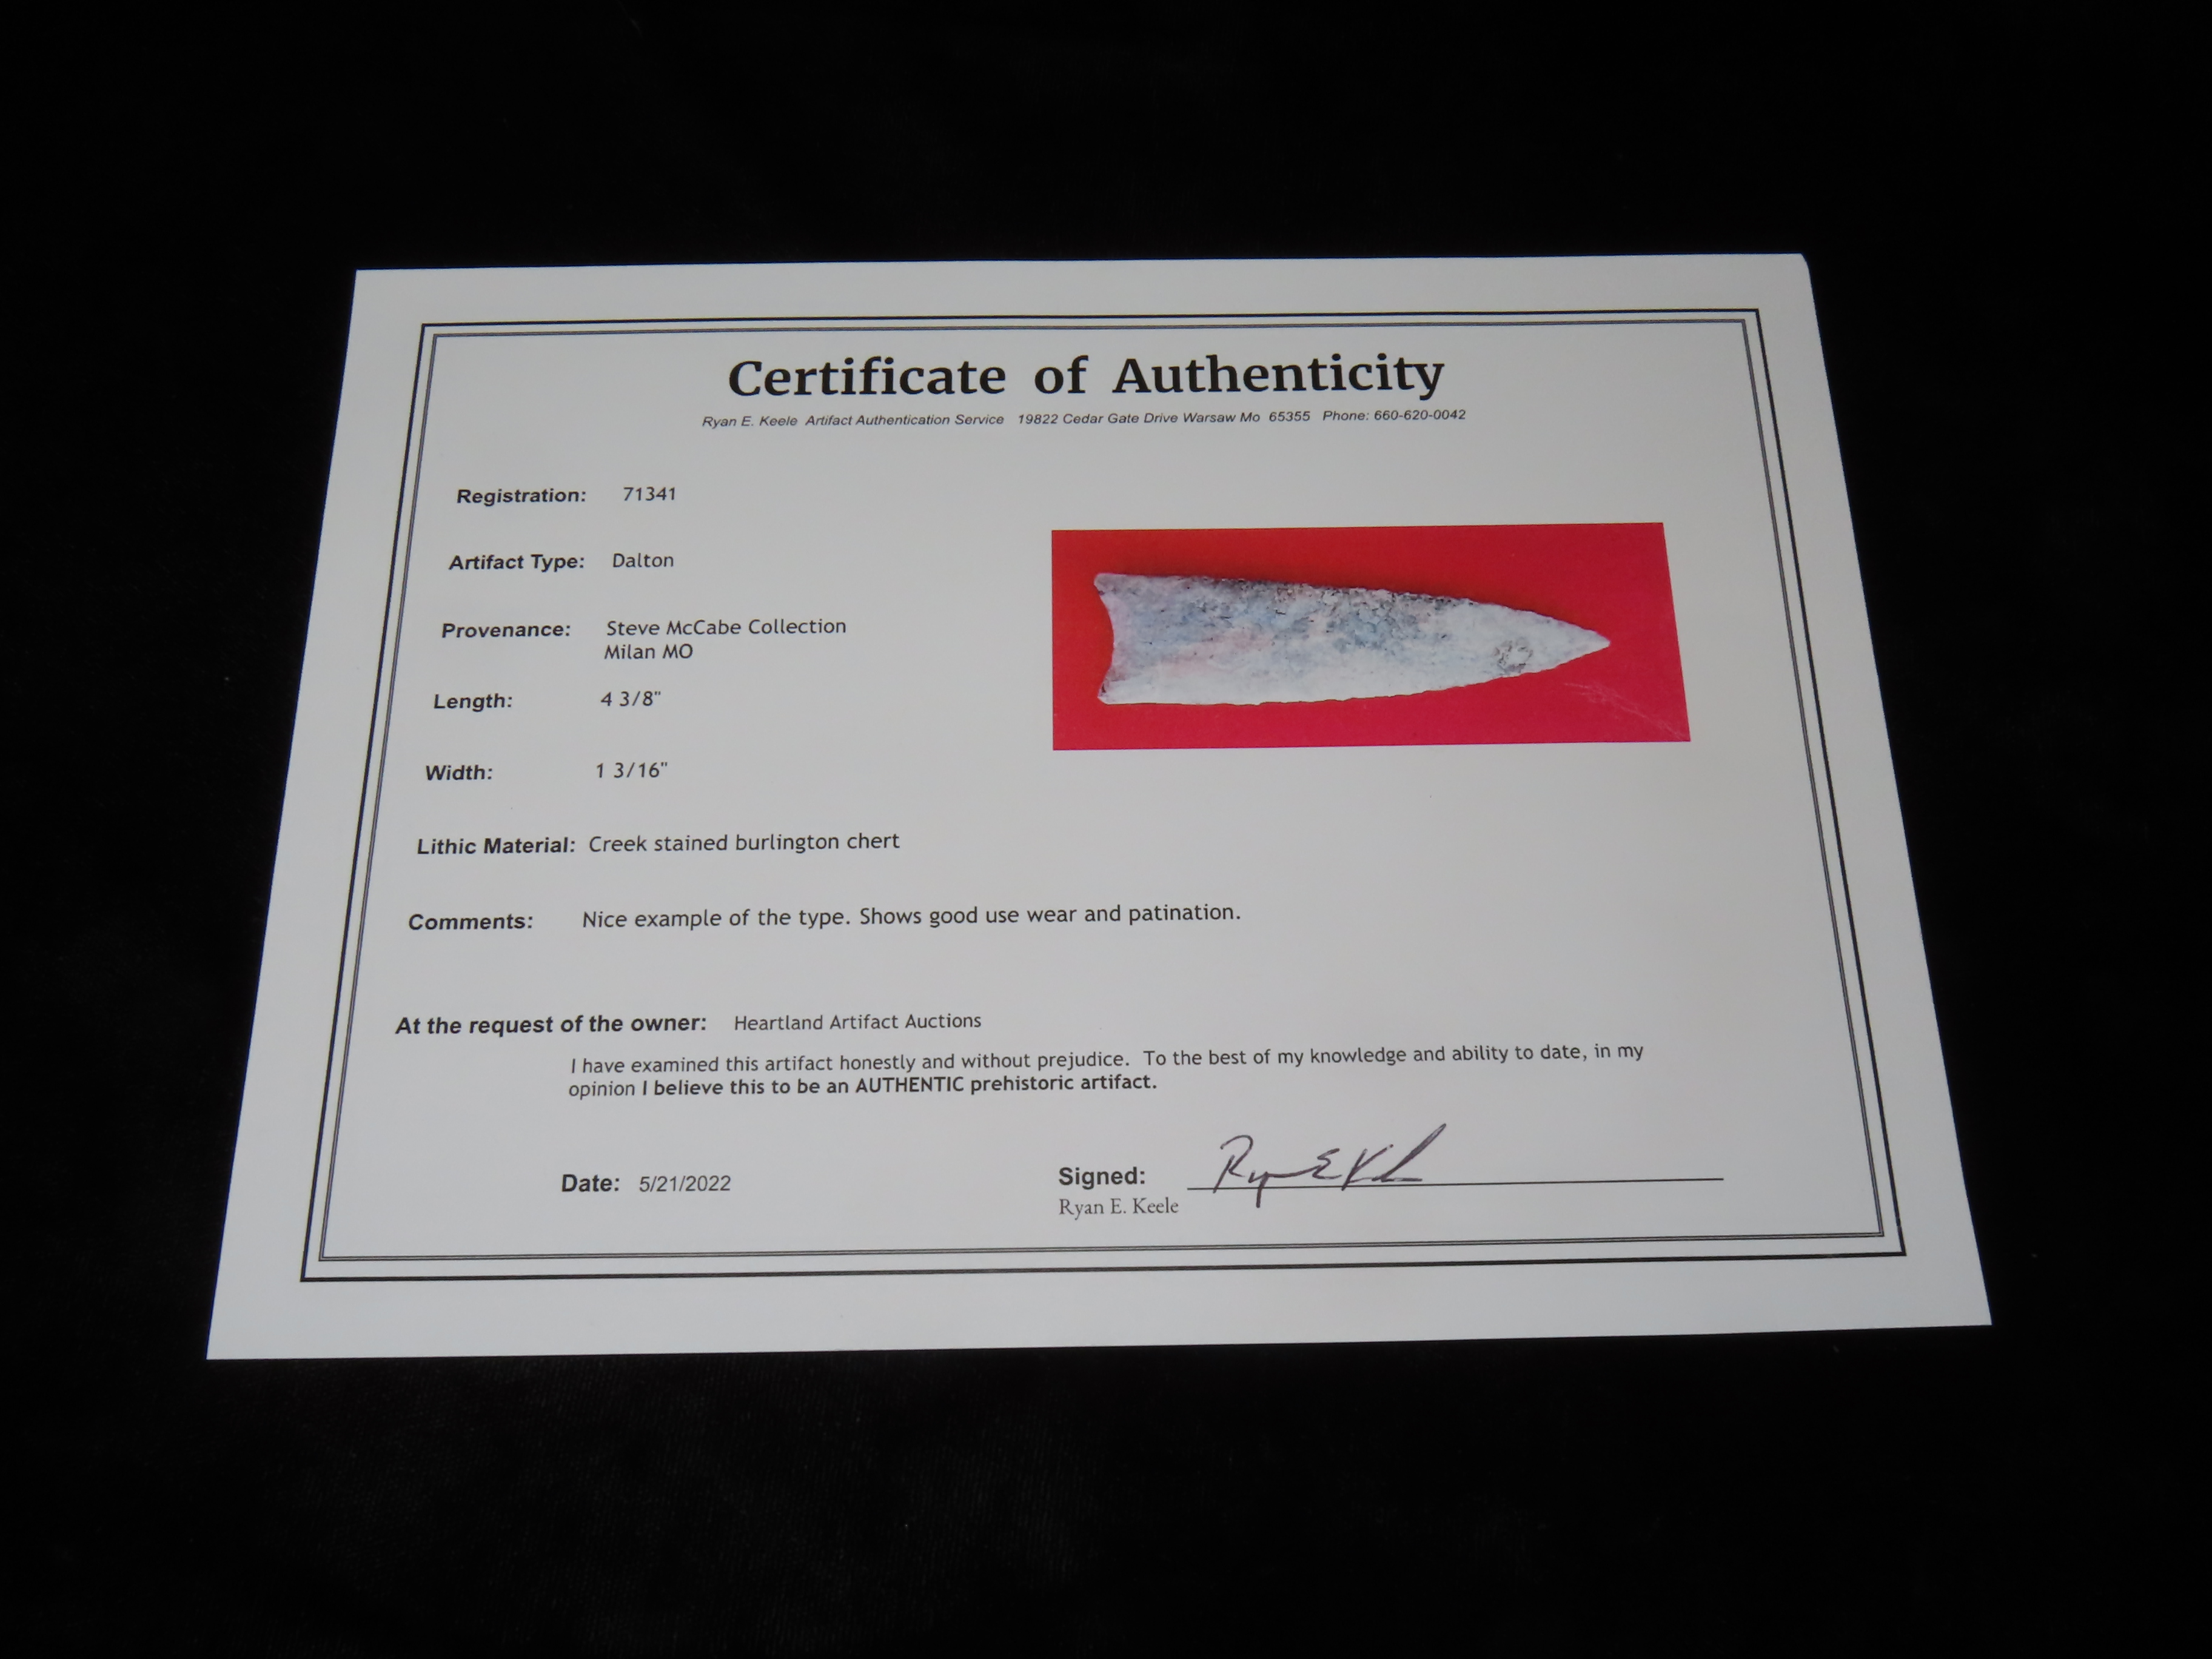 Certificate of Authenticity
Ryan E. Keele Artifact Authentication Service 19822 Cedar Gate Drive Warsaw Mo 65355 Phone: 660-620-0042
Registration: 71341
Artifact Type: Dalton
Provenance: Steve McCabe Collection
Milan MO
Length: 4 3/8"
Width: 1 3/16"
Lithic Material: Creek stained burlington chert
Comments: Nice example of the type. Shows good use wear and patination.
At the request of the owner: Heartland Artifact Auctions
I have examined this artifact honestly and without prejudice. To the best of my knowledge and ability to date, in my
opinion I believe this to be an AUTHENTIC prehistoric artifact.
Date: 5/21/2022
Signed: Ryan E Keele
Ryan E. Keele